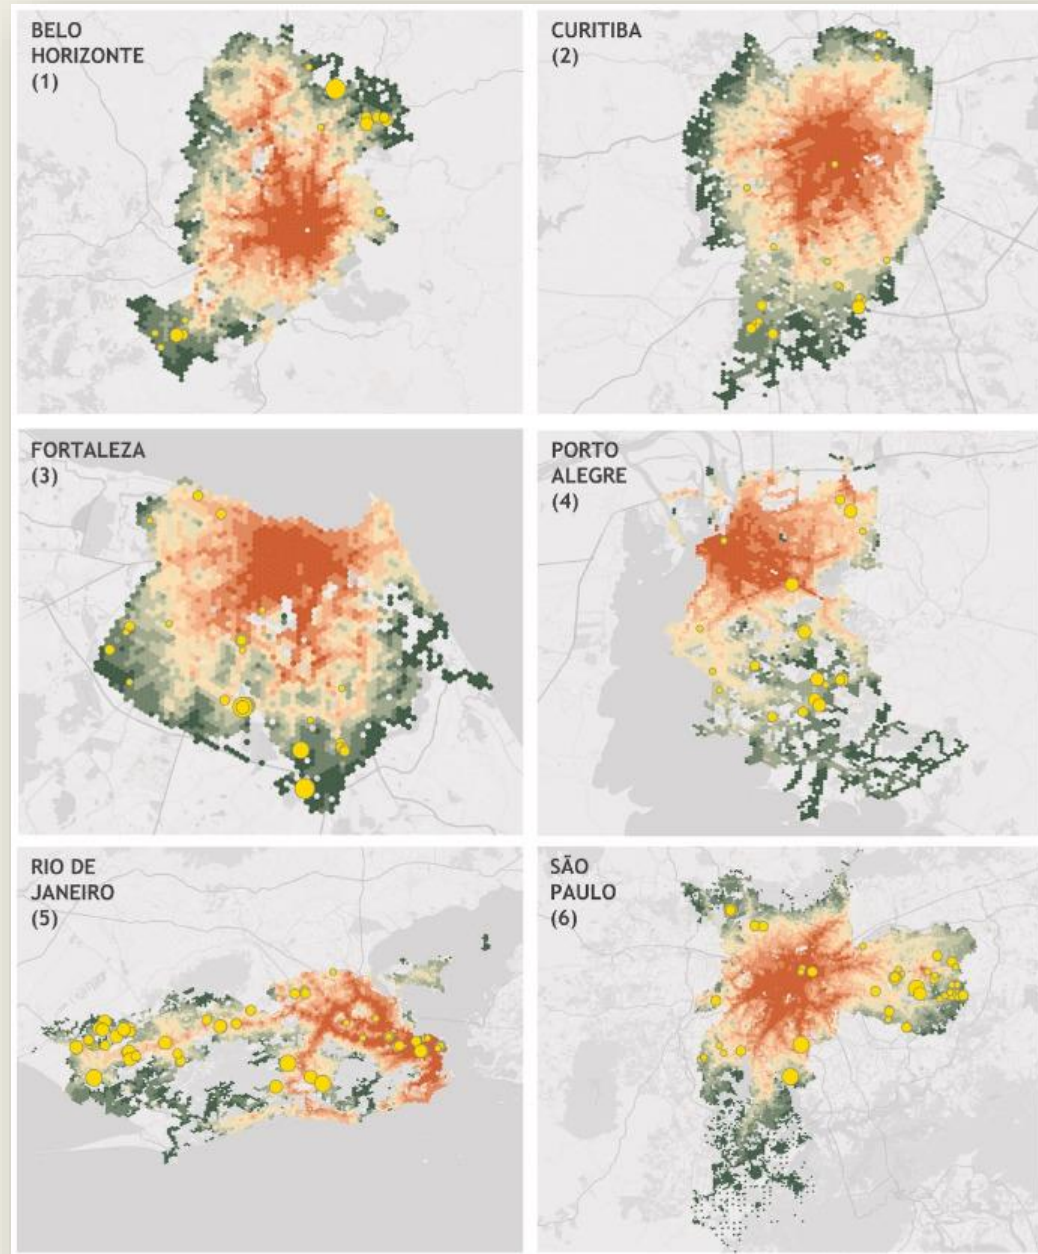 BELO
HORIZONTE
(1)
CURITIBA
(2)
FORTALEZA
(3)
PORTO
ALEGRE
(4)
RIO DE
JANEIRO
(5)
SÃO
PAULO
(6)